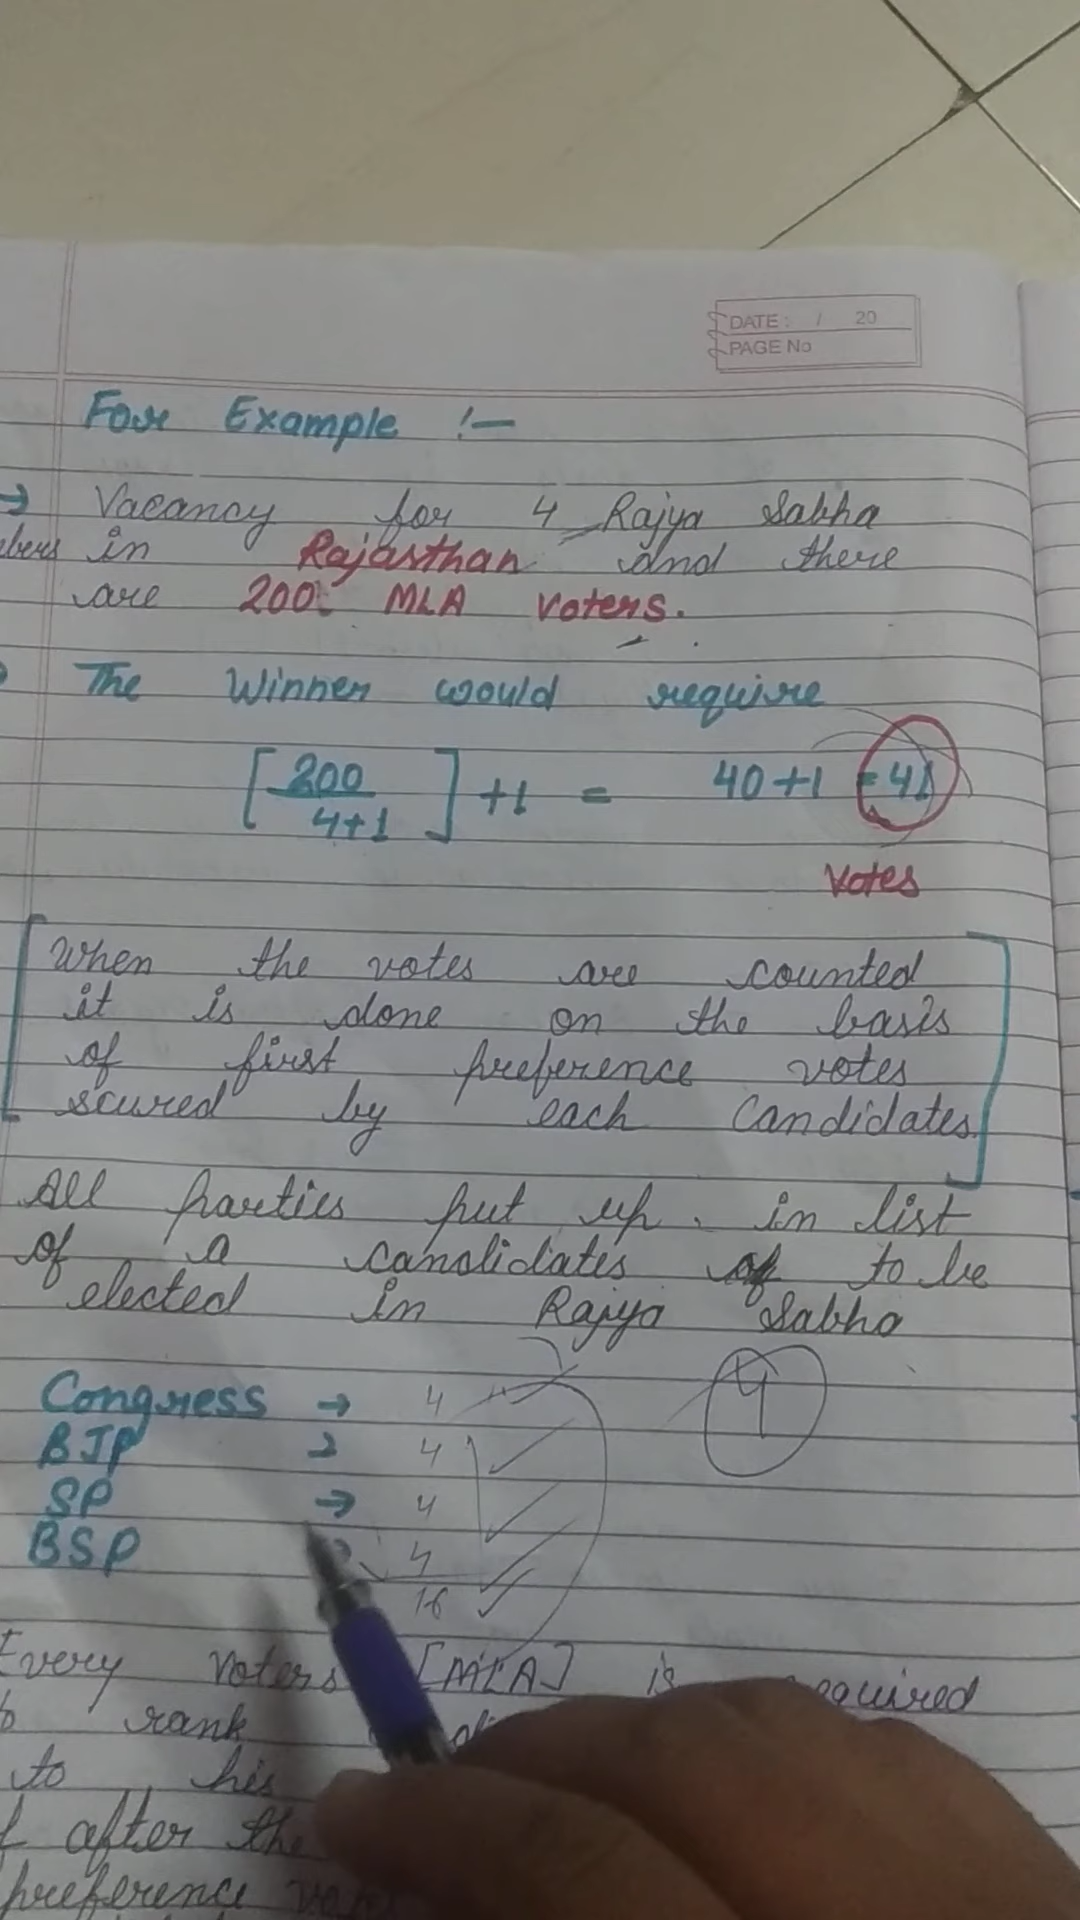 DATE : / 20
PAGE No
For Example :-
→ Vacancy for 4 Rajya Sabha
bers in Rajasthan and there
are 200 MLA voters.
The Winner would require
[200/4+1] +1 = 40+1 = 41
Votes
[When the votes are counted
it is done on the basis
of first preference votes
scured by each Candidates]
All parties put up in list
of a candidates to be
elected in Rajya Sabha
4
Congress → 4
BJP 4
SP → 4
BSP 4
16
Every Voters [MLA] is required
rank
to his
after the
preference